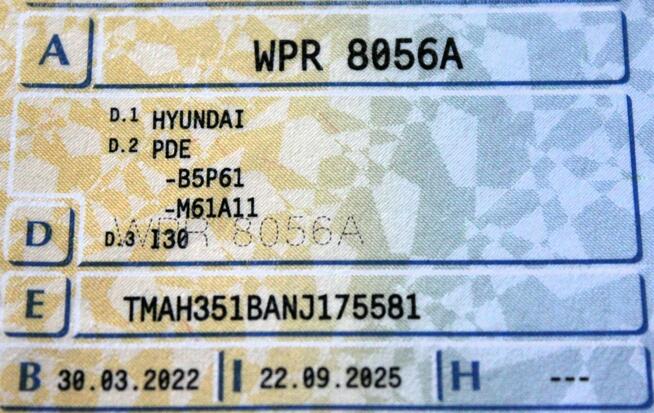 A WPR 8056A
D.1 HYUNDAI
D.2 PDE
-B5P61
-M61A11
D D.3 I30
WPR 8056A
E TMAH351BANJ175581
B 30.03.2022 I 22.09.2025 H ---